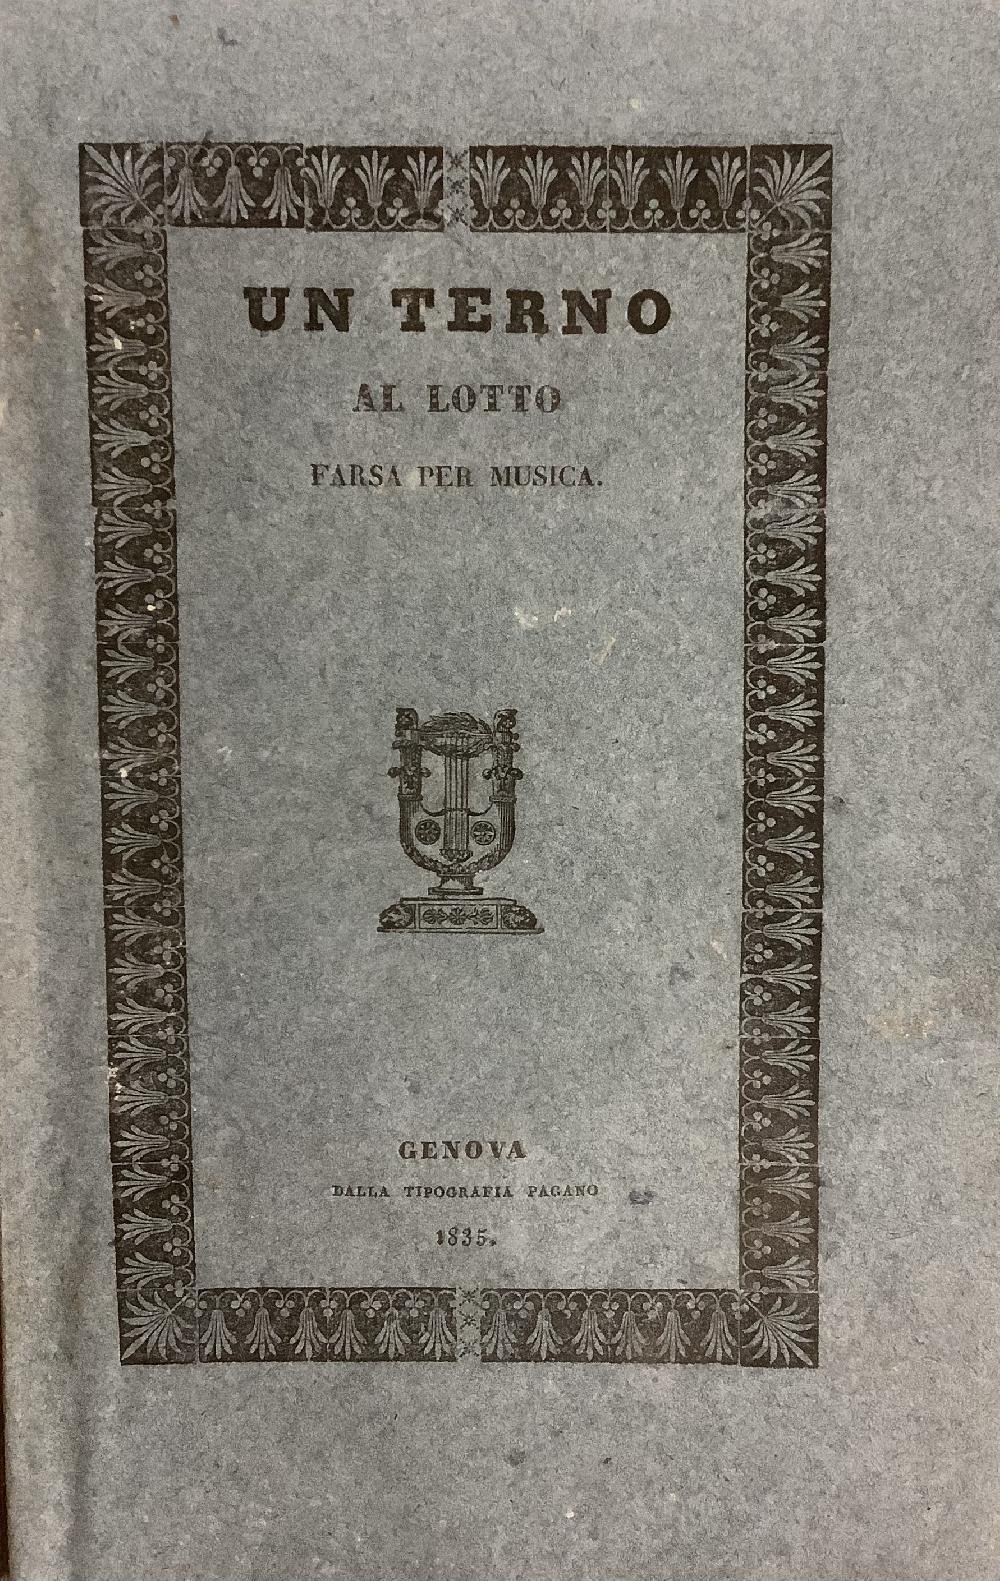 UN TERNO
AL LOTTO
FARSA PER MUSICA.
GENOVA
DALLA TIPOGRAFIA PAGANO
1835.